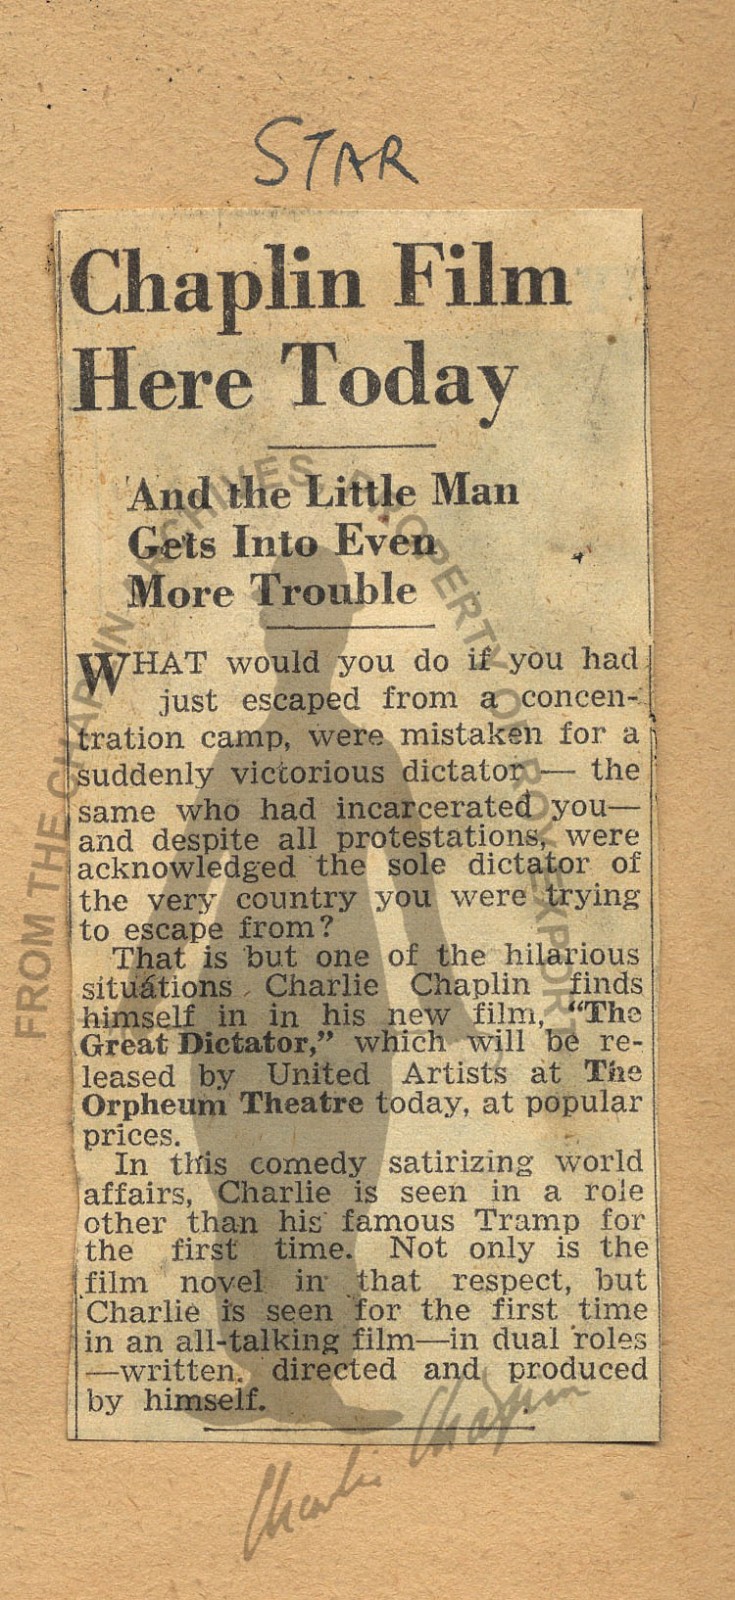 STAR
Chaplin Film
Here Today
And the Little Man
Gets Into Even
More Trouble
WHAT would you do if you had
just escaped from a concen-
tration camp, were mistaken for a
suddenly victorious dictator — the
same who had incarcerated you—
and despite all protestations, were
acknowledged the sole dictator of
the very country you were trying
to escape from?
That is but one of the hilarious
situations Charlie Chaplin finds
himself in in his new film, "The
Great Dictator," which will be re-
leased by United Artists at The
Orpheum Theatre today, at popular
prices.
In this comedy satirizing world
affairs, Charlie is seen in a role
other than his famous Tramp for
the first time. Not only is the
film novel in that respect, but
Charlie is seen for the first time
in an all-talking film—in dual roles
—written, directed and produced
by himself.
Charlie Chaplin
FROM THE CHAPLIN ARCHIVES, PROPERTY OF ROY EXPORT